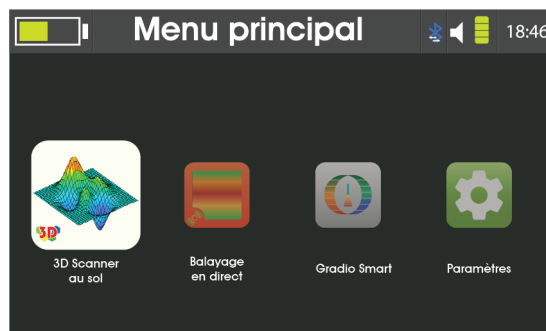 Menu principal
18:46
3D
3D Scanner
au sol
Balayage
en direct
Gradio Smart
Paramètres